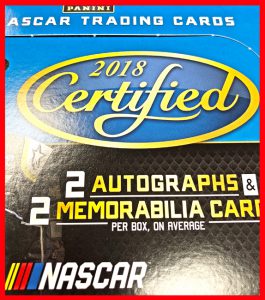 PANINI
ASCAR TRADING CARDS
2018
Certified
2 AUTOGRAPHS &
2 MEMORABILIA CARD
PER BOX, ON AVERAGE
NASCAR